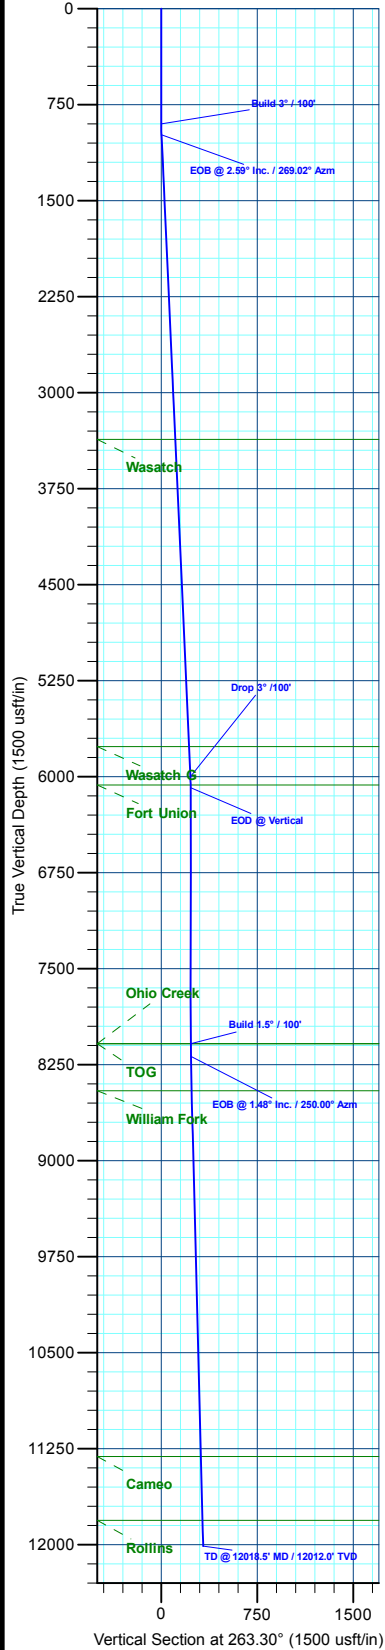 0
Build 3° / 100'
750
EOB @ 2.59° Inc. / 269.02° Azm
1500
2250
3000
Wasatch
3750
4500
5250
Drop 3° /100'
6000
Wasatch G
Fort Union
EOD @ Vertical
6750
True Vertical Depth (1500 usft/in)
7500
Ohio Creek
Build 1.5° / 100'
8250
TOG
EOB @ 1.48° Inc. / 250.00° Azm
William Fork
9000
9750
10500
11250
Cameo
12000
Rollins
TD @ 12018.5' MD / 12012.0' TVD
0 750 1500
Vertical Section at 263.30° (1500 usft/in)